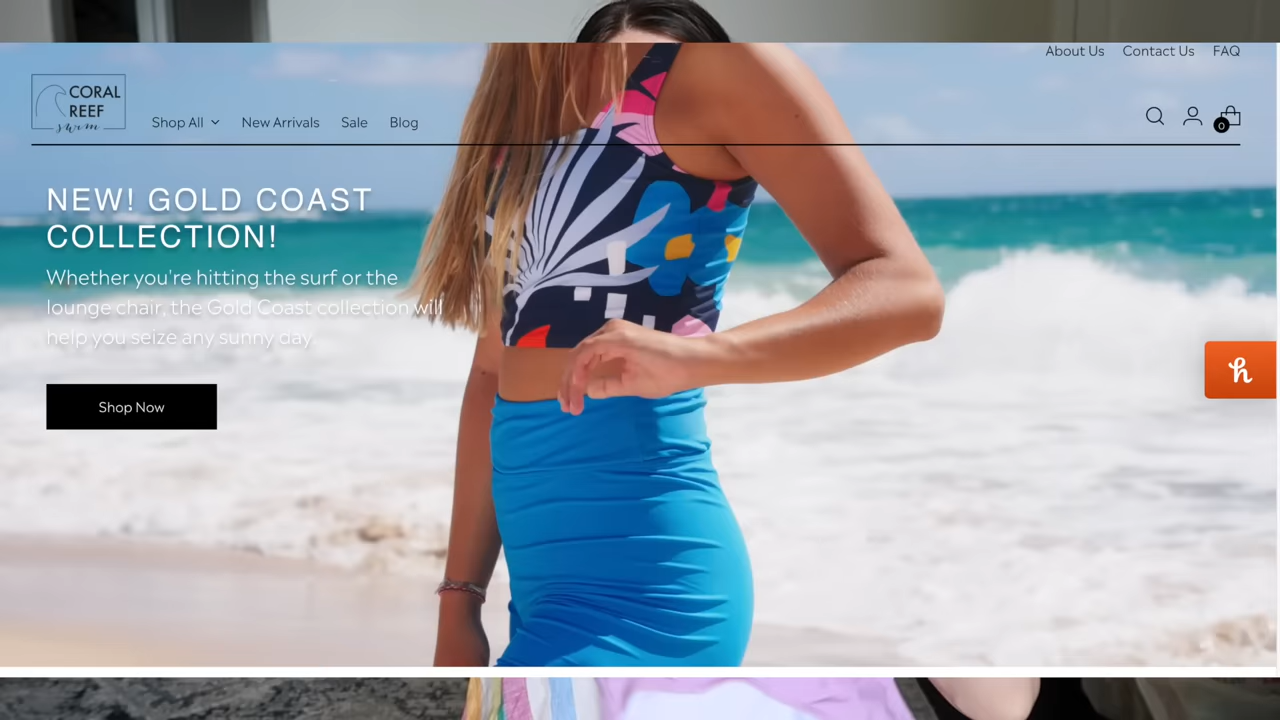 About Us Contact Us FAQ
CORAL
REEF
swim
Shop All New Arrivals Sale Blog
0
NEW! GOLD COAST
COLLECTION!
Whether you're hitting the surf or the
lounge chair, the Gold Coast collection will
help you seize any sunny day.
Shop Now
h